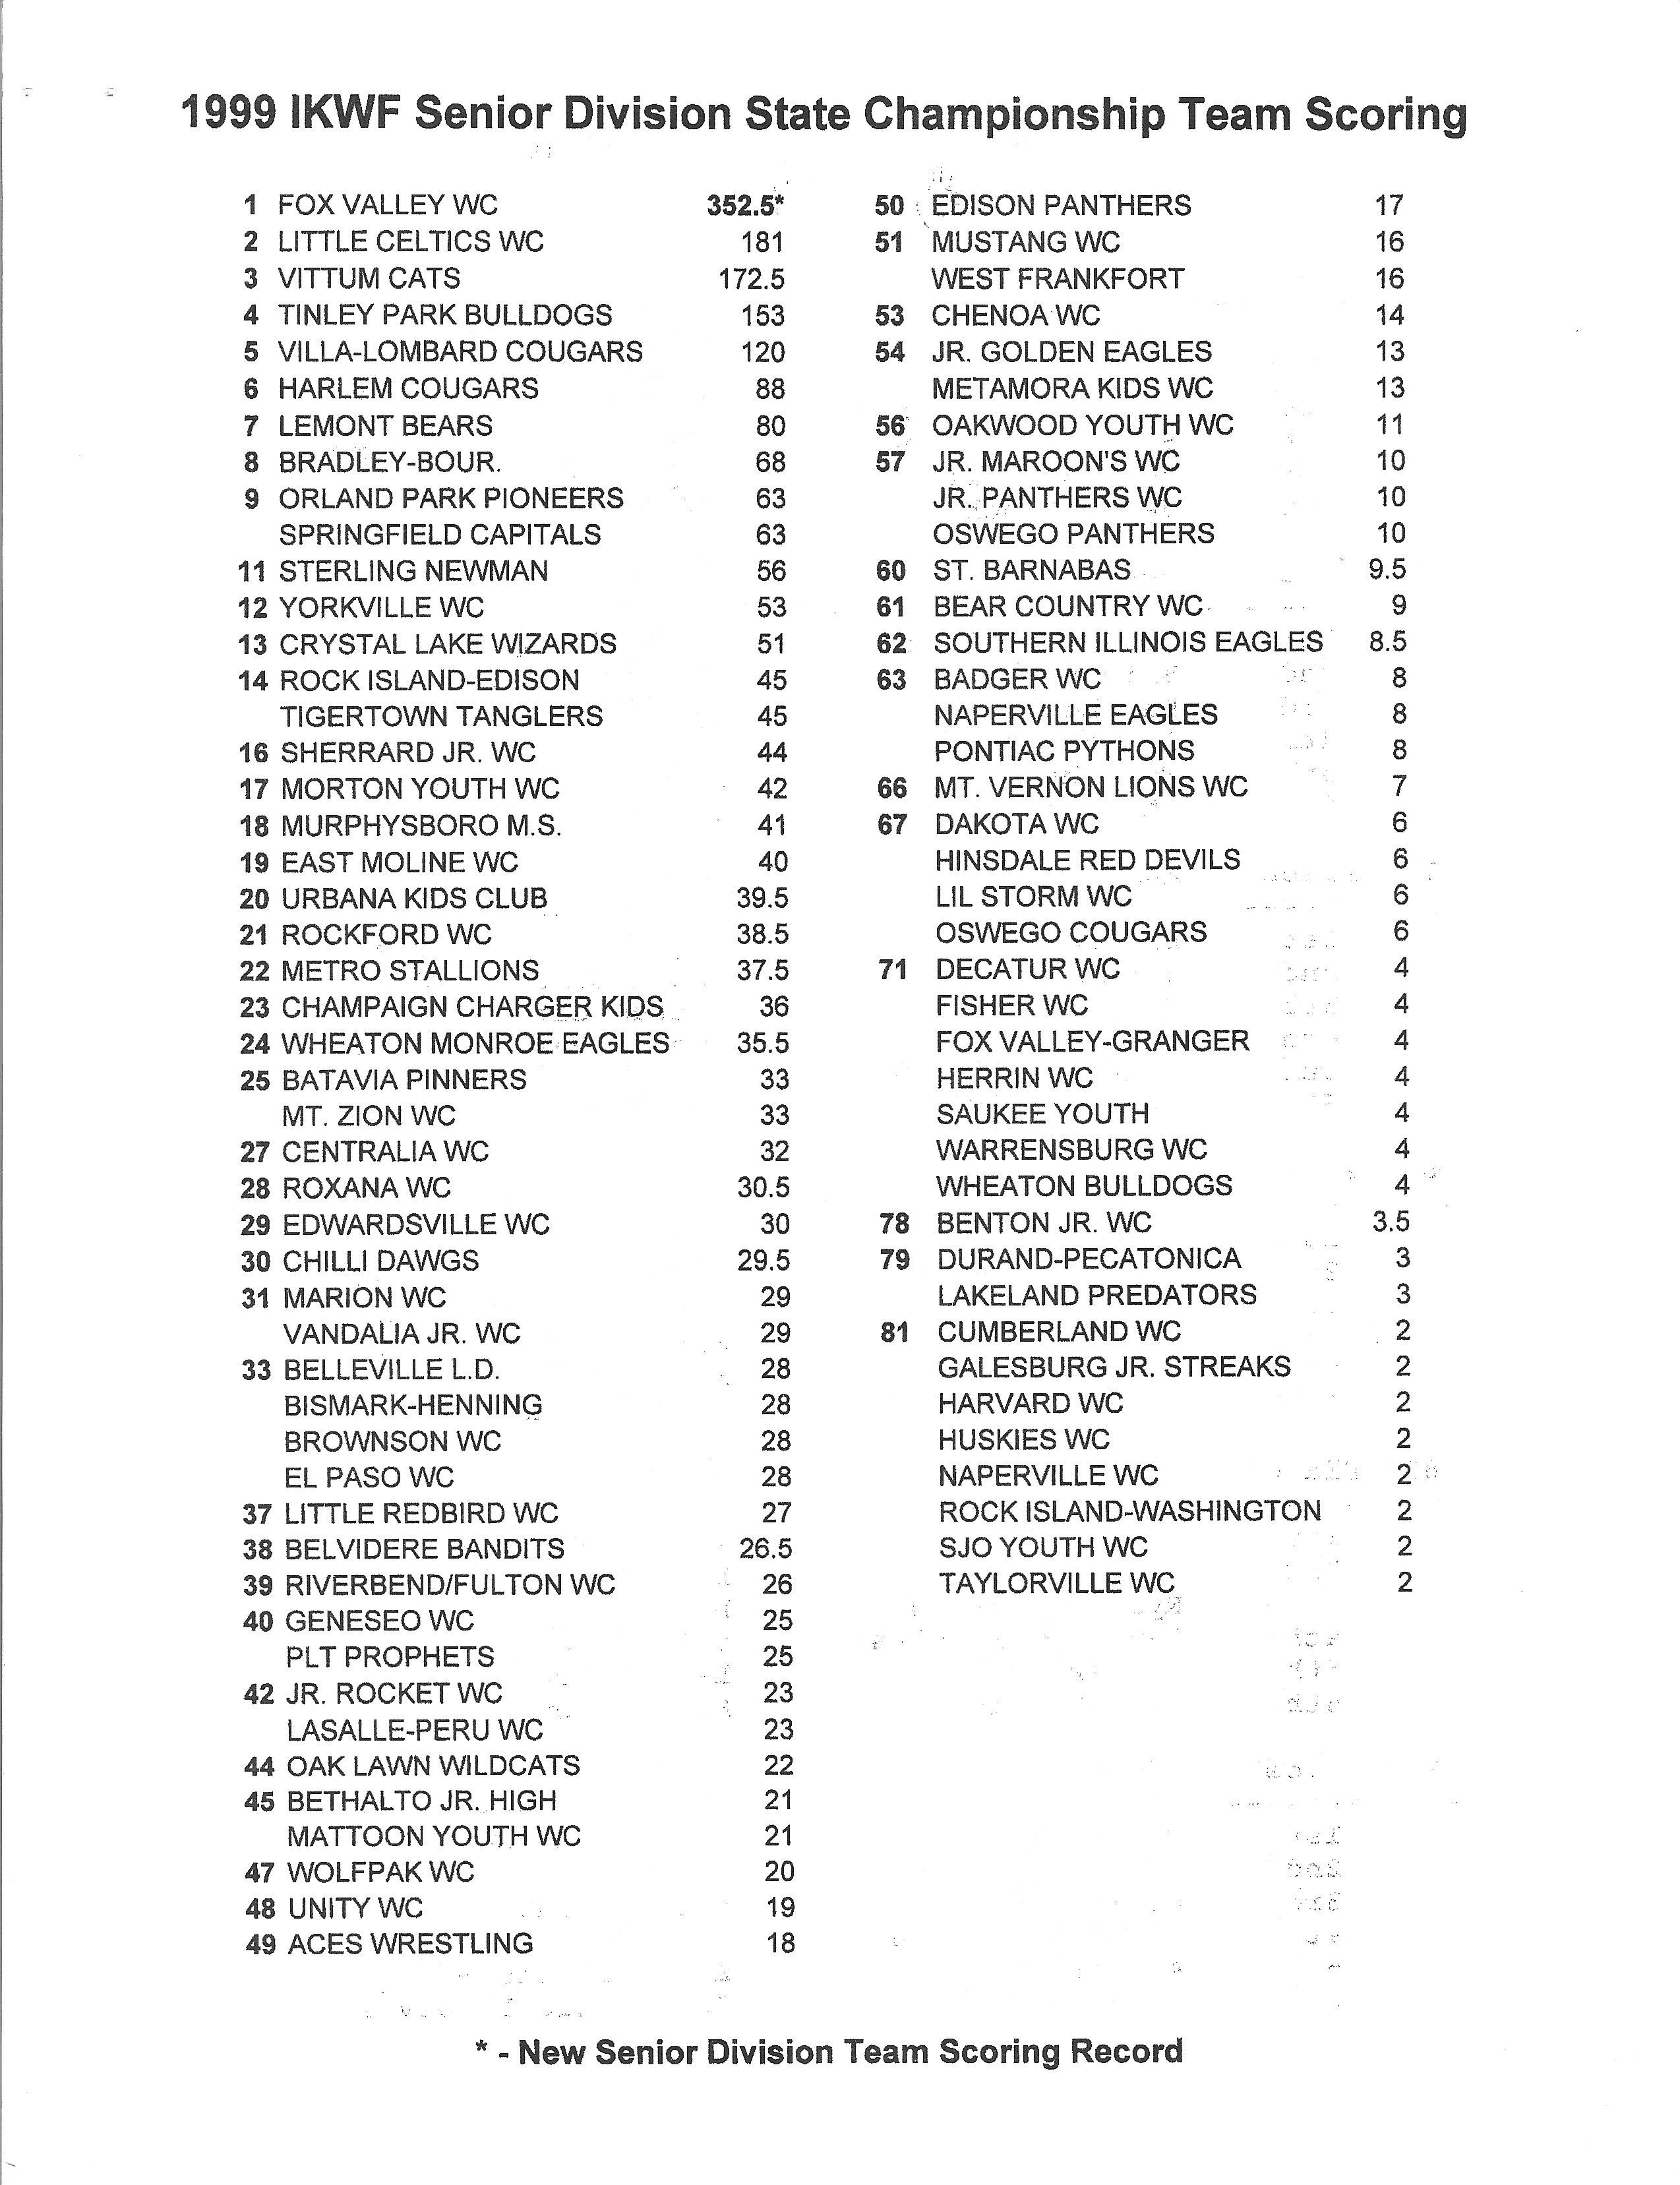 1999 IKWF Senior Division State Championship Team Scoring
1 FOX VALLEY WC 352.5*
2 LITTLE CELTICS WC 181
3 VITTUM CATS 172.5
4 TINLEY PARK BULLDOGS 153
5 VILLA-LOMBARD COUGARS 120
6 HARLEM COUGARS 88
7 LEMONT BEARS 80
8 BRADLEY-BOUR. 68
9 ORLAND PARK PIONEERS 63
SPRINGFIELD CAPITALS 63
11 STERLING NEWMAN 56
12 YORKVILLE WC 53
13 CRYSTAL LAKE WIZARDS 51
14 ROCK ISLAND-EDISON 45
TIGERTOWN TANGLERS 45
16 SHERRARD JR. WC 44
17 MORTON YOUTH WC 42
18 MURPHYSBORO M.S. 41
19 EAST MOLINE WC 40
20 URBANA KIDS CLUB 39.5
21 ROCKFORD WC 38.5
22 METRO STALLIONS 37.5
23 CHAMPAIGN CHARGER KIDS 36
24 WHEATON MONROE EAGLES 35.5
25 BATAVIA PINNERS 33
MT. ZION WC 33
27 CENTRALIA WC 32
28 ROXANA WC 30.5
29 EDWARDSVILLE WC 30
30 CHILLI DAWGS 29.5
31 MARION WC 29
VANDALIA JR. WC 29
33 BELLEVILLE L.D. 28
BISMARK-HENNING 28
BROWNSON WC 28
EL PASO WC 28
37 LITTLE REDBIRD WC 27
38 BELVIDERE BANDITS 26.5
39 RIVERBEND/FULTON WC 26
40 GENESEO WC 25
PLT PROPHETS 25
42 JR. ROCKET WC 23
LASALLE-PERU WC 23
44 OAK LAWN WILDCATS 22
45 BETHALTO JR. HIGH 21
MATTOON YOUTH WC 21
47 WOLFPAK WC 20
48 UNITY WC 19
49 ACES WRESTLING 18
50 EDISON PANTHERS 17
51 MUSTANG WC 16
WEST FRANKFORT 16
53 CHENOA WC 14
54 JR. GOLDEN EAGLES 13
METAMORA KIDS WC 13
56 OAKWOOD YOUTH WC 11
57 JR. MAROON'S WC 10
JR. PANTHERS WC 10
OSWEGO PANTHERS 10
60 ST. BARNABAS 9.5
61 BEAR COUNTRY WC 9
62 SOUTHERN ILLINOIS EAGLES 8.5
63 BADGER WC 8
NAPERVILLE EAGLES 8
PONTIAC PYTHONS 8
66 MT. VERNON LIONS WC 7
67 DAKOTA WC 6
HINSDALE RED DEVILS 6
LIL STORM WC 6
OSWEGO COUGARS 6
71 DECATUR WC 4
FISHER WC 4
FOX VALLEY-GRANGER 4
HERRIN WC 4
SAUKEE YOUTH 4
WARRENSBURG WC 4
WHEATON BULLDOGS 4
78 BENTON JR. WC 3.5
79 DURAND-PECATONICA 3
LAKELAND PREDATORS 3
81 CUMBERLAND WC 2
GALESBURG JR. STREAKS 2
HARVARD WC 2
HUSKIES WC 2
NAPERVILLE WC 2
ROCK ISLAND-WASHINGTON 2
SJO YOUTH WC 2
TAYLORVILLE WC 2
* - New Senior Division Team Scoring Record